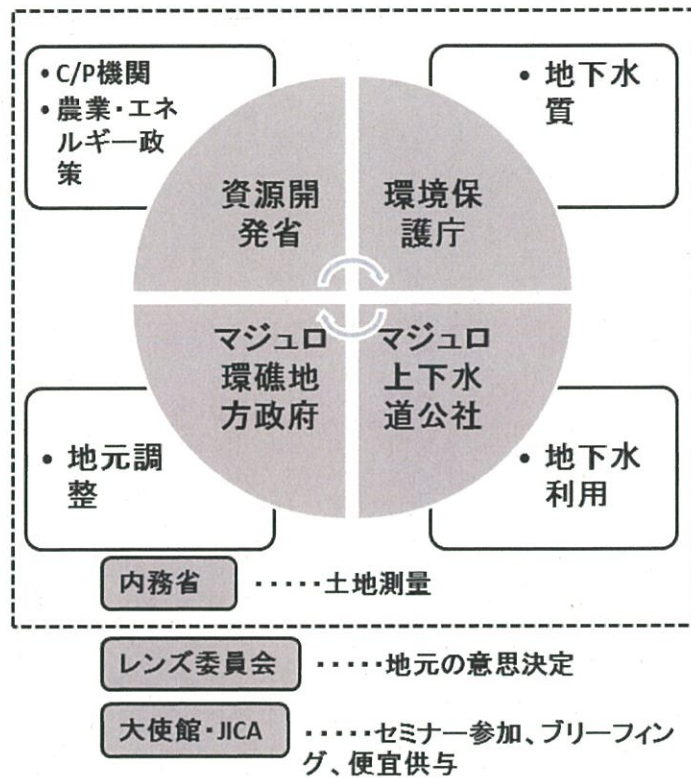 • C/P機関
• 農業・エネ
ルギー政
策
• 地下水
質
資源開
発省
環境保
護庁
マジュロ
環礁地
方政府
マジュロ
上下水
道公社
• 地元調
整
• 地下水
利用
内務省 ‥‥‥土地測量
レンズ委員会 ‥‥‥地元の意思決定
大使館・JICA ‥‥‥セミナー参加、ブリーフィン
グ、便宜供与